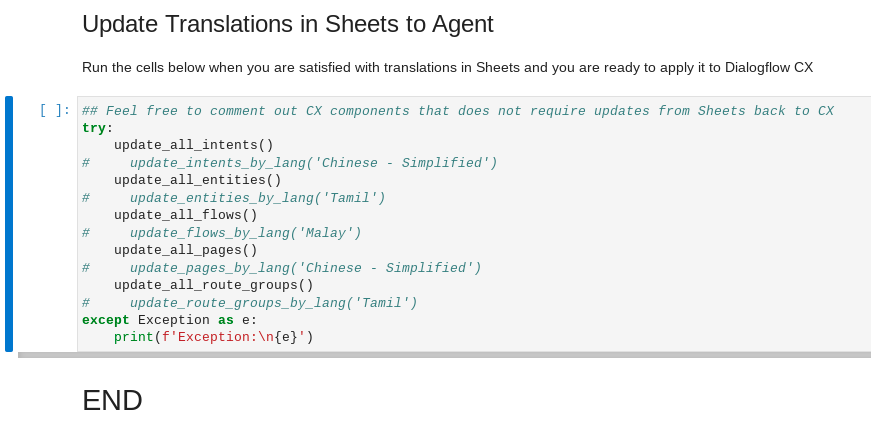 Update Translations in Sheets to Agent
Run the cells below when you are satisfied with translations in Sheets and you are ready to apply it to Dialogflow CX
[ ]: ## Feel free to comment out CX components that does not require updates from Sheets back to CX
try:
    update_all_intents()
#     update_intents_by_lang('Chinese - Simplified')
    update_all_entities()
#     update_entities_by_lang('Tamil')
    update_all_flows()
#     update_flows_by_lang('Malay')
    update_all_pages()
#     update_pages_by_lang('Chinese - Simplified')
    update_all_route_groups()
#     update_route_groups_by_lang('Tamil')
except Exception as e:
    print(f'Exception:\n{e}')
END